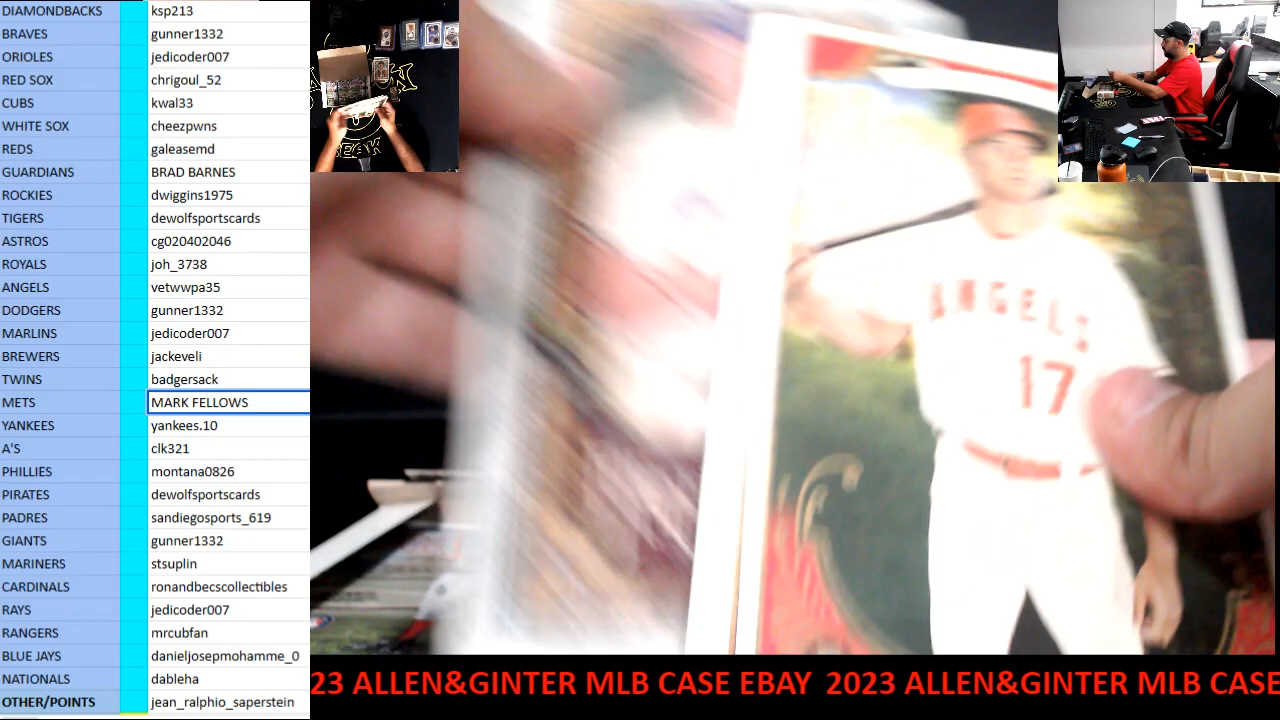 DIAMONDBACKS ksp213
BRAVES gunner1332
ORIOLES jedicoder007
RED SOX chrigoul_52
CUBS kwal33
WHITE SOX cheezpwns
REDS galeasemd
GUARDIANS BRAD BARNES
ROCKIES dwiggins1975
TIGERS dewolfsportscards
ASTROS cg020402046
ROYALS joh_3738
ANGELS vetwwpa35
DODGERS gunner1332
MARLINS jedicoder007
BREWERS jackeveli
TWINS badgersack
METS MARK FELLOWS
YANKEES yankees.10
A'S clk321
PHILLIES montana0826
PIRATES dewolfsportscards
PADRES sandiegosports_619
GIANTS gunner1332
MARINERS stsuplin
CARDINALS ronandbecscollectibles
RAYS jedicoder007
RANGERS mrcubfan
BLUE JAYS danieljosepmohamme_0
NATIONALS dableha
OTHER/POINTS jean_ralphio_saperstein
ANGELS
17
23 ALLEN&GINTER MLB CASE EBAY 2023 ALLEN&GINTER MLB CASE